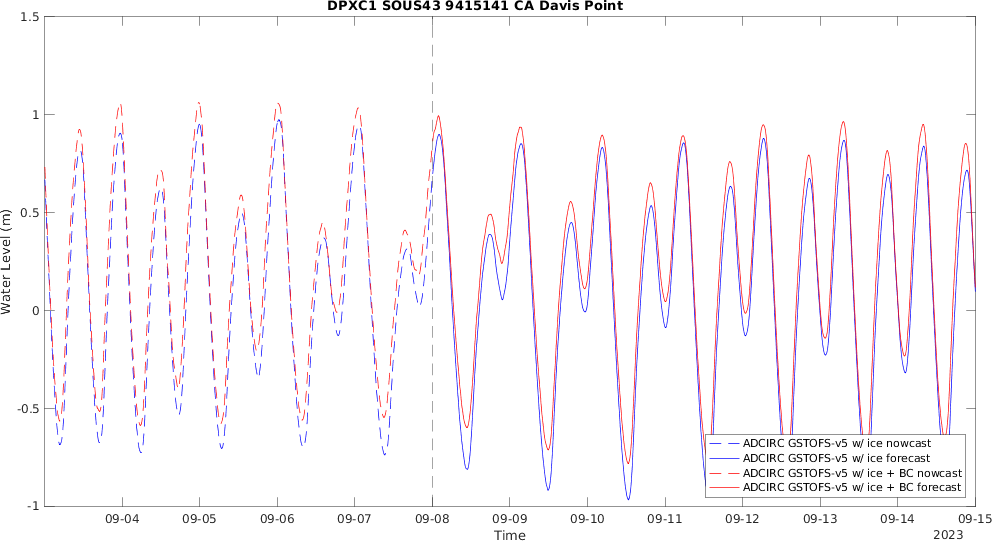 DPXC1 SOUS43 9415141 CA Davis Point
Water Level (m)
1.5
1
0.5
0
-0.5
-1
ADCIRC GSTOFS-v5 w/ ice nowcast
ADCIRC GSTOFS-v5 w/ ice forecast
ADCIRC GSTOFS-v5 w/ ice + BC nowcast
ADCIRC GSTOFS-v5 w/ ice + BC forecast
09-04 09-05 09-06 09-07 09-08 09-09 09-10 09-11 09-12 09-13 09-14 09-15
Time
2023